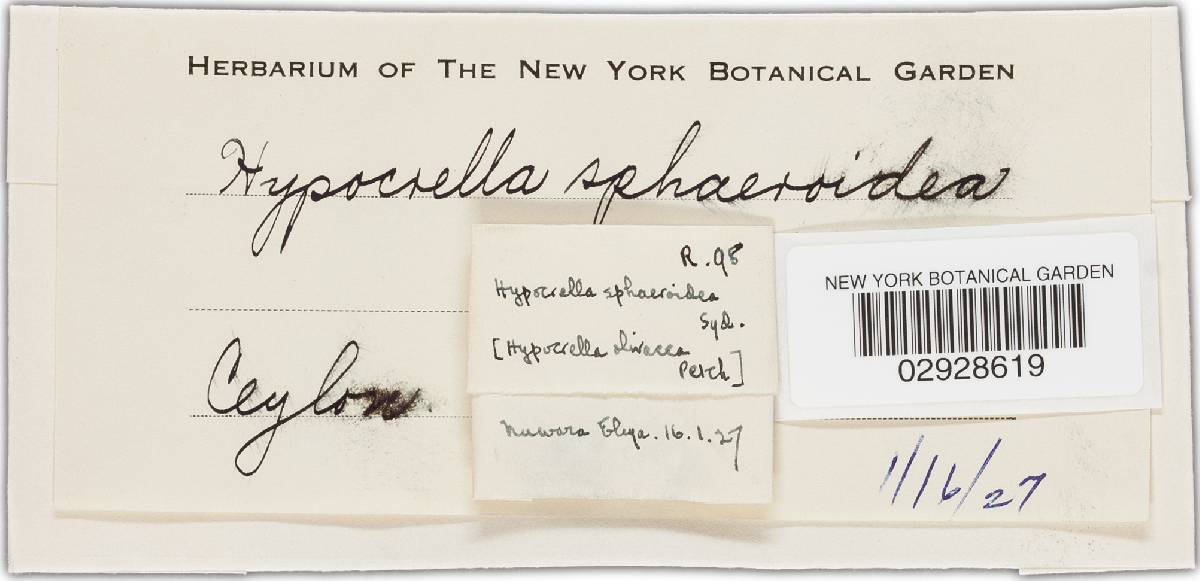 HERBARIUM OF THE NEW YORK BOTANICAL GARDEN
Hypocrella sphaeroidea
R. 98
Hypocrella sphaeroidea
Syd.
[Hypocrella olivacea
Petch]
NEW YORK BOTANICAL GARDEN
02928619
Ceylon.
Nuwara Eliya. 16.1.27
1/16/27